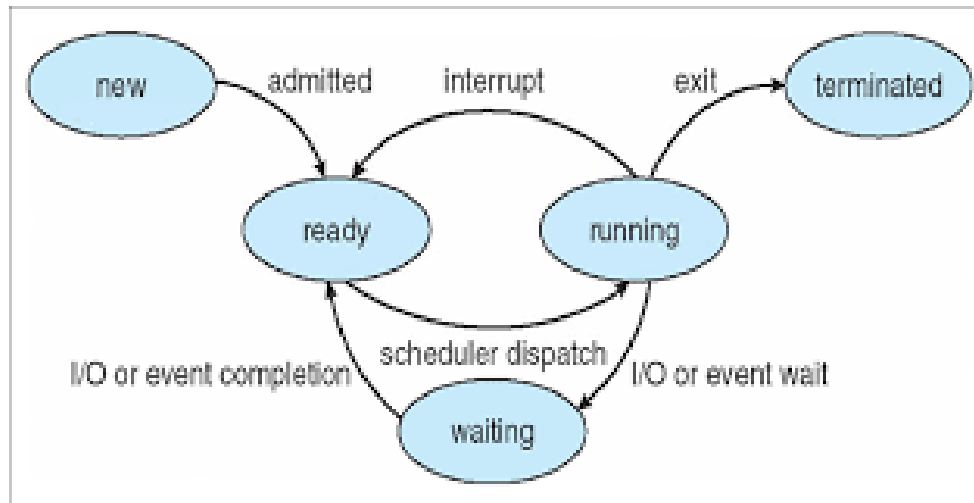 new
admitted
interrupt
exit
terminated
ready
running
scheduler dispatch
I/O or event completion
I/O or event wait
waiting